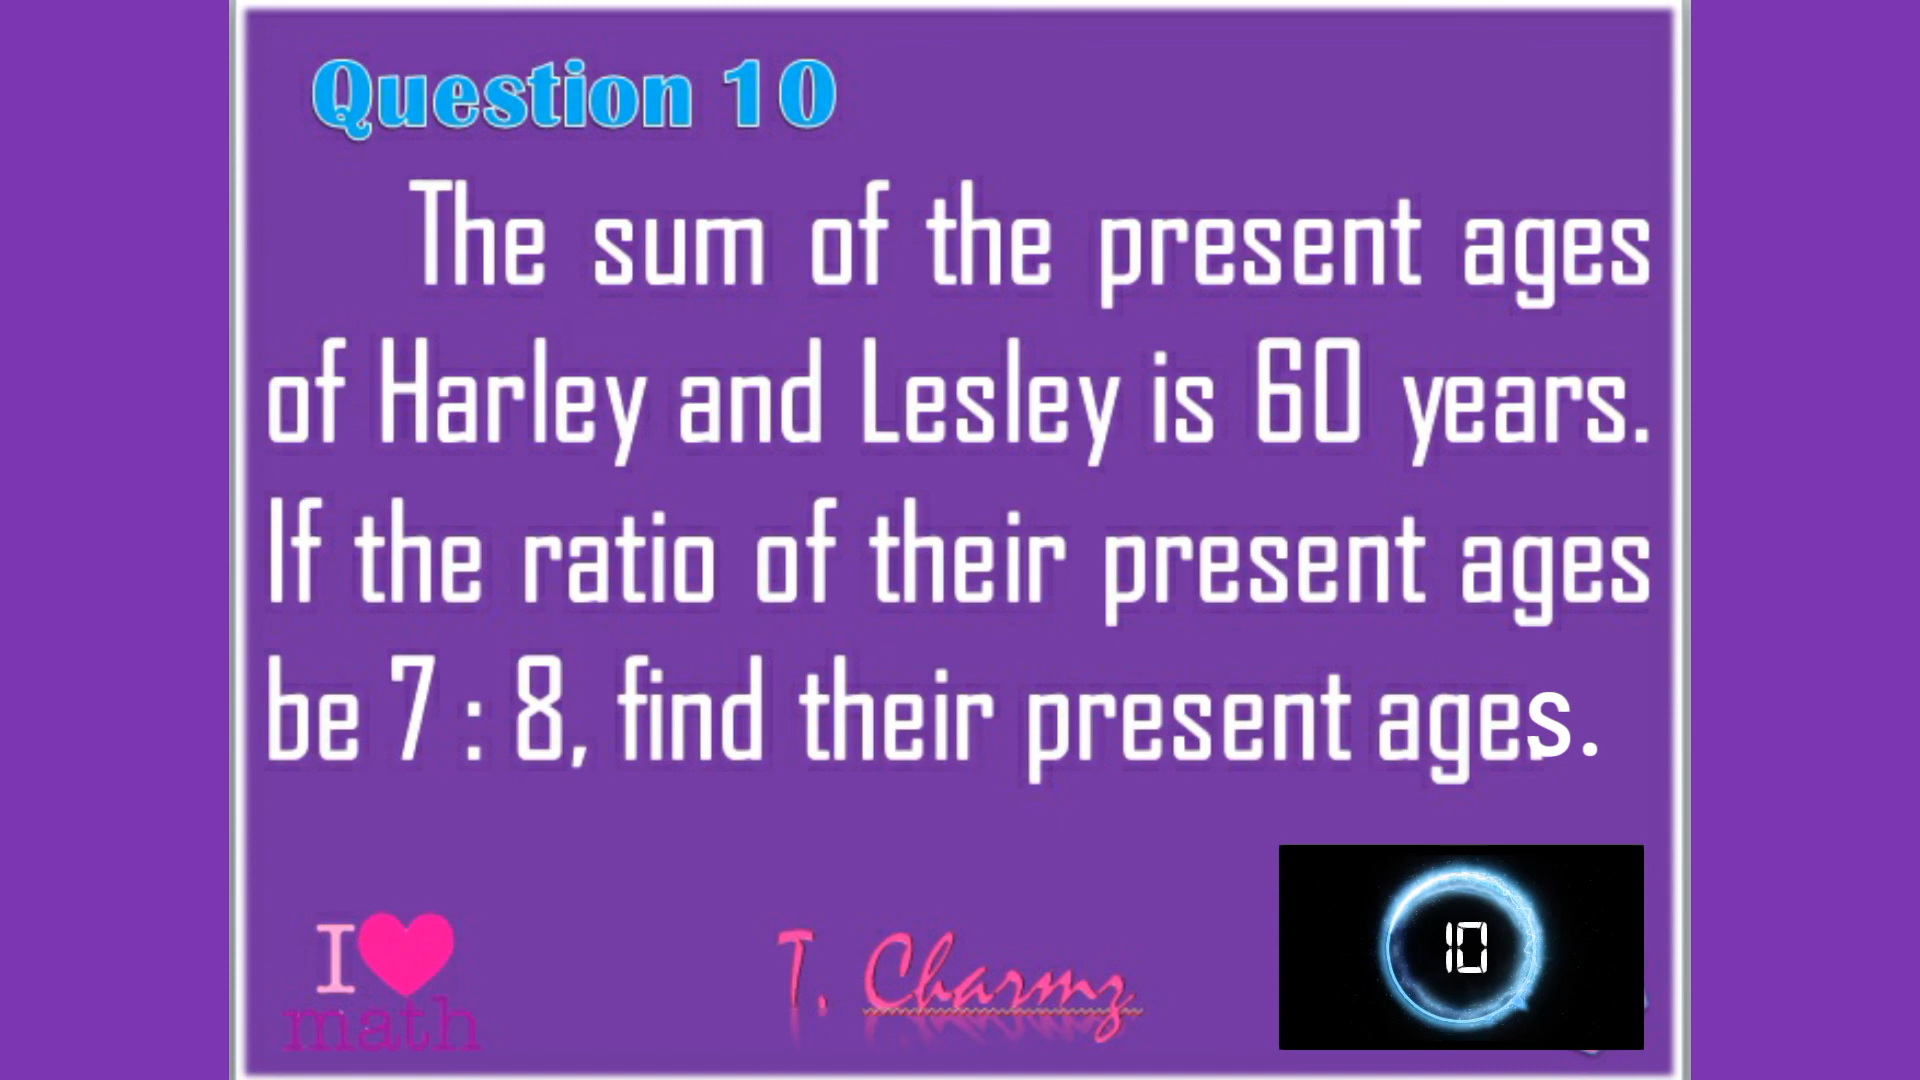 Question 10
The sum of the present ages
of Harley and Lesley is 60 years.
If the ratio of their present ages
be 7 : 8, find their present ages.
I
math
T. Charmz
10